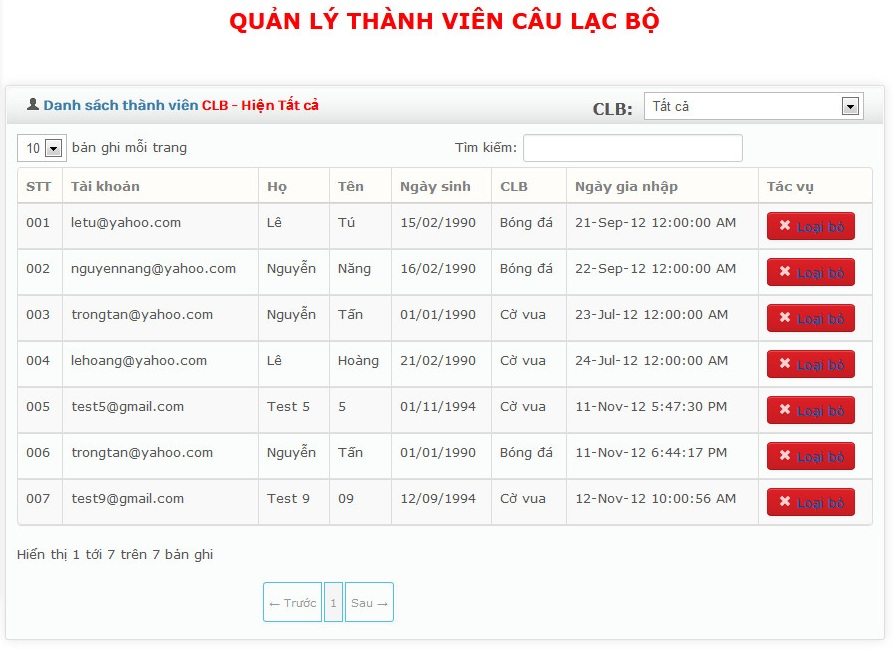 QUẢN LÝ THÀNH VIÊN CÂU LẠC BỘ
Danh sách thành viên CLB - Hiện Tất cả CLB: Tất cả
10 bản ghi mỗi trang Tìm kiếm:
STT Tài khoản Họ Tên Ngày sinh CLB Ngày gia nhập Tác vụ
001 letu@yahoo.com Lê Tú 15/02/1990 Bóng đá 21-Sep-12 12:00:00 AM Loại bỏ
002 nguyennang@yahoo.com Nguyễn Năng 16/02/1990 Bóng đá 22-Sep-12 12:00:00 AM Loại bỏ
003 trongtan@yahoo.com Nguyễn Tấn 01/01/1990 Cờ vua 23-Jul-12 12:00:00 AM Loại bỏ
004 lehoang@yahoo.com Lê Hoàng 21/02/1990 Cờ vua 24-Jul-12 12:00:00 AM Loại bỏ
005 test5@gmail.com Test 5 5 01/11/1994 Cờ vua 11-Nov-12 5:47:30 PM Loại bỏ
006 trongtan@yahoo.com Nguyễn Tấn 01/01/1990 Bóng đá 11-Nov-12 6:44:17 PM Loại bỏ
007 test9@gmail.com Test 9 09 12/09/1994 Cờ vua 12-Nov-12 10:00:56 AM Loại bỏ
Hiển thị 1 tới 7 trên 7 bản ghi
← Trước 1 Sau →